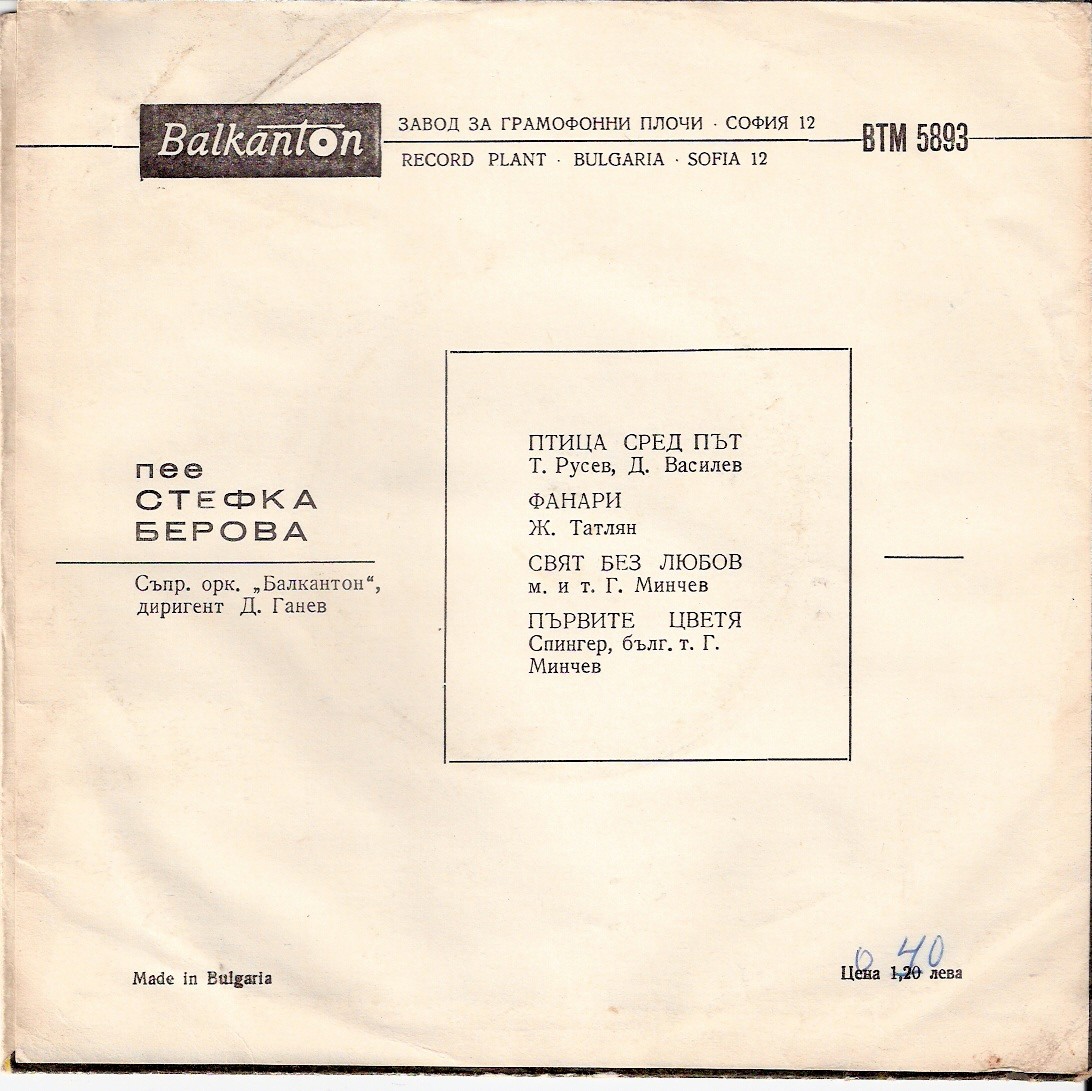 Balkanton
ЗАВОД ЗА ГРАМОФОННИ ПЛОЧИ · СОФИЯ 12
RECORD PLANT · BULGARIA · SOFIA 12
ВТМ 5893
пее
СТЕФКА
БЕРОВА
Съпр. орк. „Балкантон“,
диригент Д. Ганев
ПТИЦА СРЕД ПЪТ
Т. Русев, Д. Василев
ФАНАРИ
Ж. Татлян
СВЯТ БЕЗ ЛЮБОВ
м. и т. Г. Минчев
ПЪРВИТЕ ЦВЕТЯ
Спингер, бълг. т. Г.
Минчев
Made in Bulgaria
0 40
Цена 1,20 лева